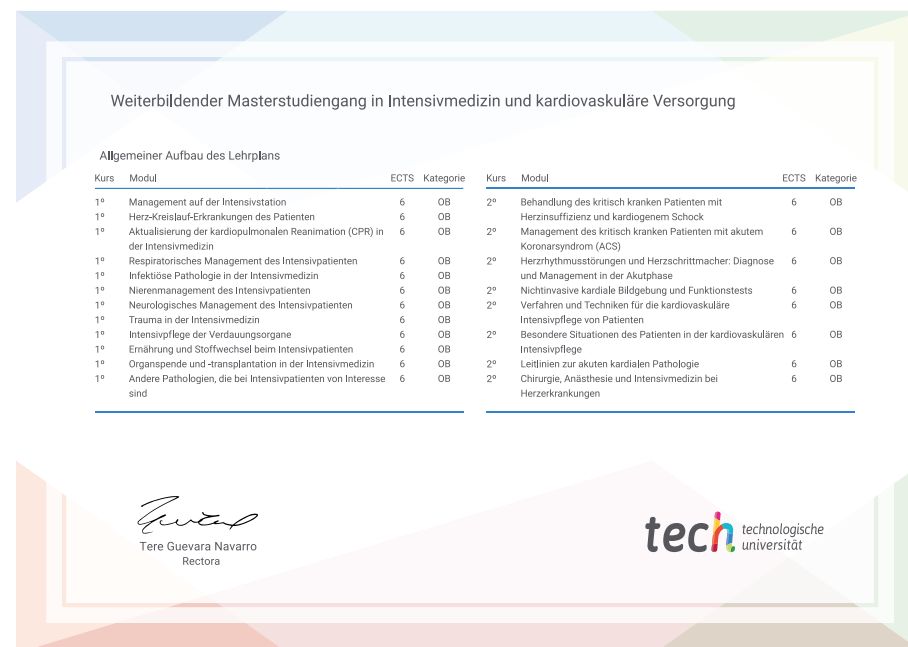 Weiterbildender Masterstudiengang in Intensivmedizin und kardiovaskuläre Versorgung
Allgemeiner Aufbau des Lehrplans
Kurs Modul ECTS Kategorie
1º Management auf der Intensivstation 6 OB
1º Herz-Kreislauf-Erkrankungen des Patienten 6 OB
1º Aktualisierung der kardiopulmonalen Reanimation (CPR) in 6 OB
der Intensivmedizin
1º Respiratorisches Management des Intensivpatienten 6 OB
1º Infektiöse Pathologie in der Intensivmedizin 6 OB
1º Nierenmanagement des Intensivpatienten 6 OB
1º Neurologisches Management des Intensivpatienten 6 OB
1º Trauma in der Intensivmedizin 6 OB
1º Intensivpflege der Verdauungsorgane 6 OB
1º Ernährung und Stoffwechsel beim Intensivpatienten 6 OB
1º Organspende und -transplantation in der Intensivmedizin 6 OB
1º Andere Pathologien, die bei Intensivpatienten von Interesse 6 OB
sind
Kurs Modul ECTS Kategorie
2º Behandlung des kritisch kranken Patienten mit 6 OB
Herzinsuffizienz und kardiogenem Schock
2º Management des kritisch kranken Patienten mit akutem 6 OB
Koronarsyndrom (ACS)
2º Herzrhythmusstörungen und Herzschrittmacher: Diagnose 6 OB
und Management in der Akutphase
2º Nichtinvasive kardiale Bildgebung und Funktionstests 6 OB
2º Verfahren und Techniken für die kardiovaskuläre 6 OB
Intensivpflege von Patienten
2º Besondere Situationen des Patienten in der kardiovaskulären 6 OB
Intensivpflege
2º Leitlinien zur akuten kardialen Pathologie 6 OB
2º Chirurgie, Anästhesie und Intensivmedizin bei 6 OB
Herzerkrankungen
Tere Guevara Navarro
Rectora
tech technologische
universität